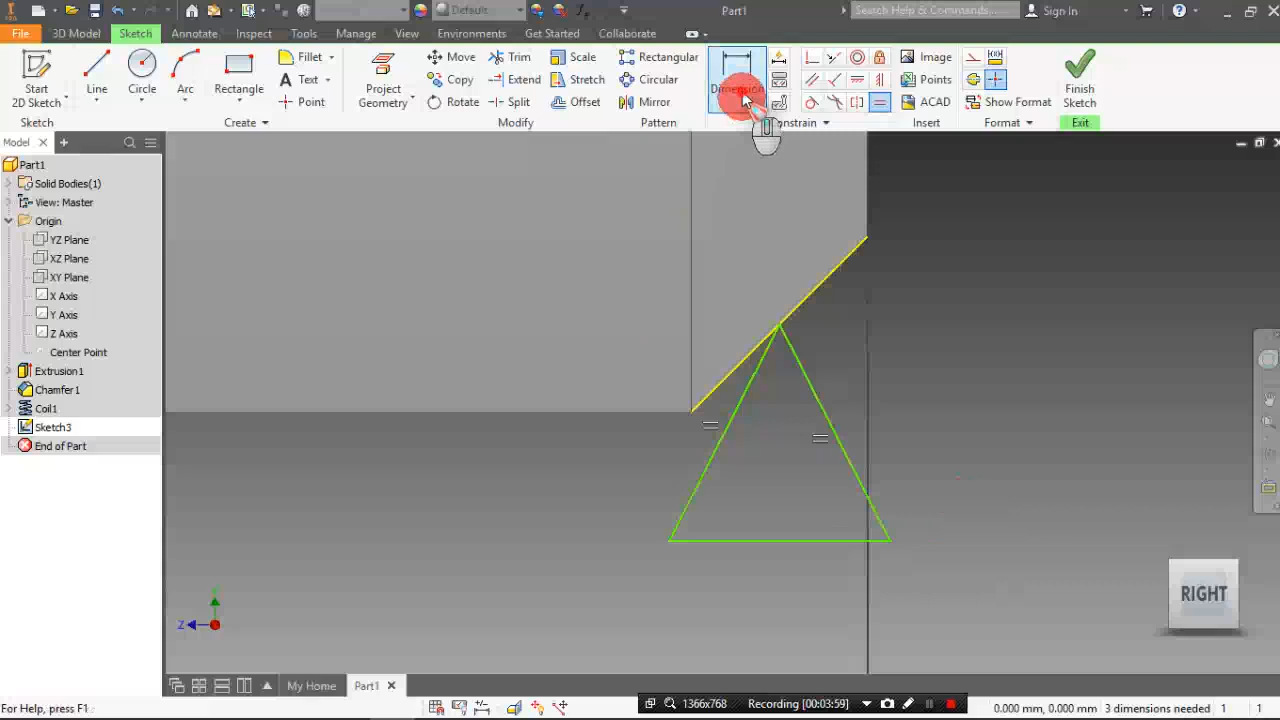 Default
Part1
Search Help & Commands...
Sign In
PRO
File
3D Model
Sketch
Annotate
Inspect
Tools
Manage
View
Environments
Get Started
Collaborate
Start
2D Sketch
Line
Circle
Arc
Rectangle
Fillet
Text
Point
Project
Geometry
Move
Copy
Rotate
Trim
Extend
Split
Scale
Stretch
Offset
Rectangular
Circular
Mirror
Dimension
Image
Points
ACAD
Show Format
Finish
Sketch
Sketch
Create
Modify
Pattern
Constrain
Insert
Format
Exit
Model
Part1
Solid Bodies(1)
View: Master
Origin
YZ Plane
XZ Plane
XY Plane
X Axis
Y Axis
Z Axis
Center Point
Extrusion1
Chamfer1
Coil1
Sketch3
End of Part
RIGHT
Z
My Home
Part1
For Help, press F1
1366x768
Recording [00:03:59]
0.000 mm, 0.000 mm
3 dimensions needed
1
1